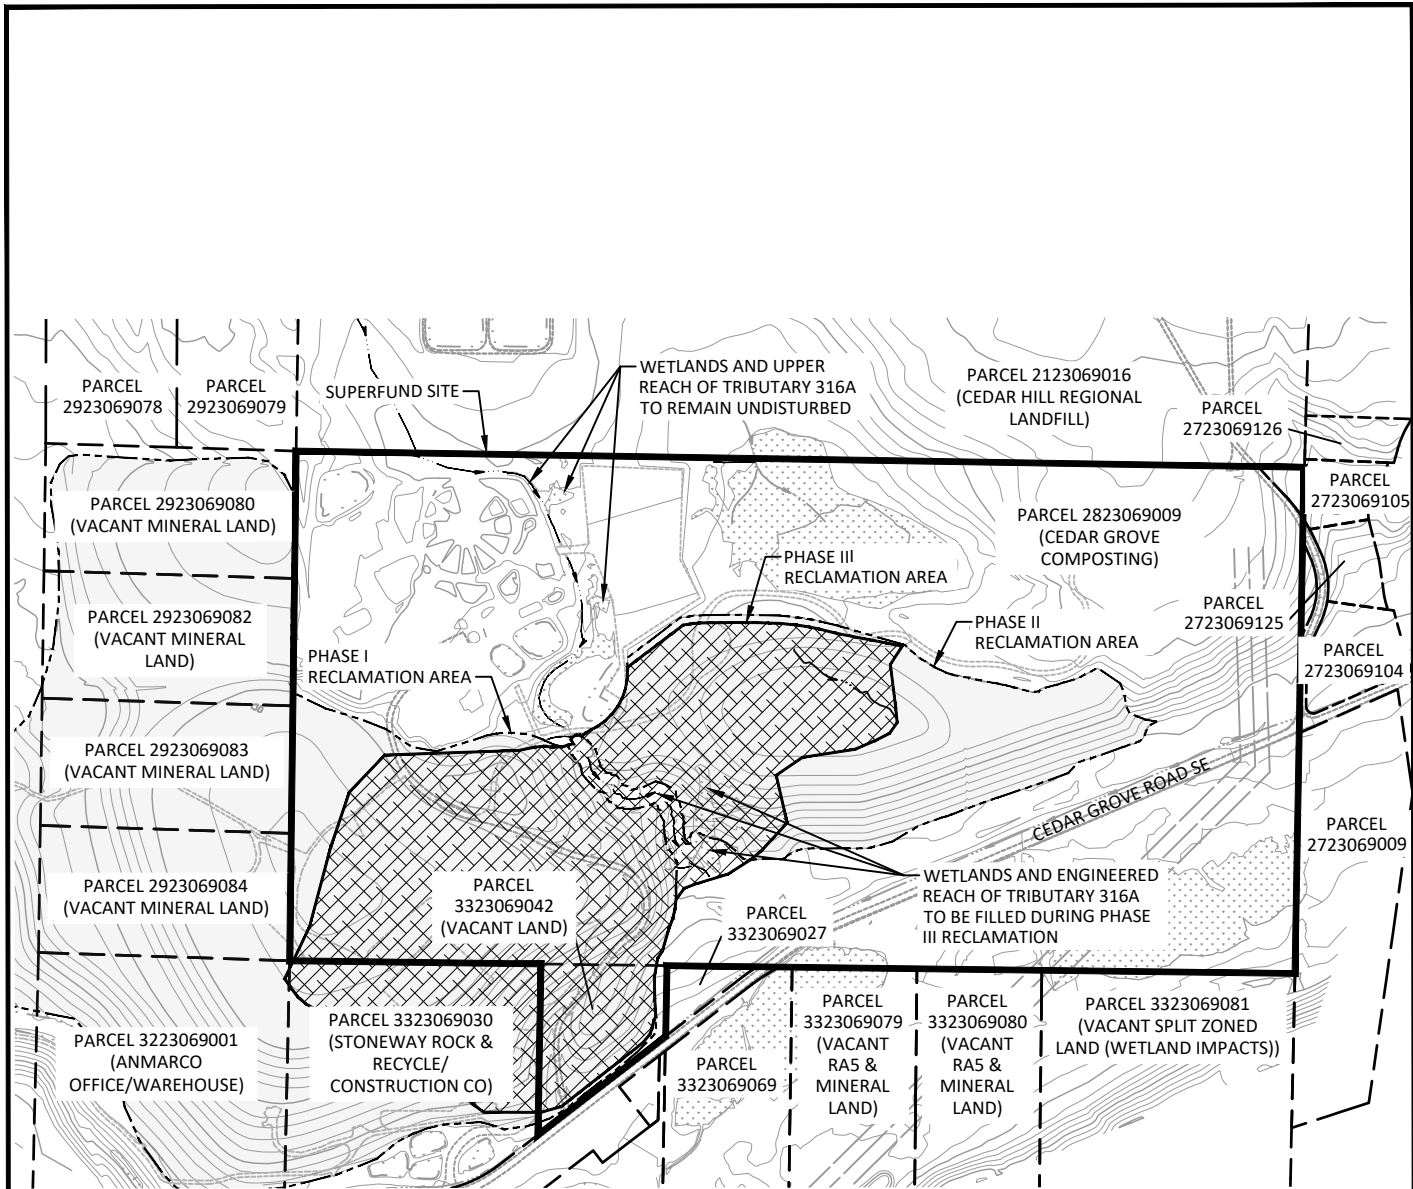 PARCEL
2923069078
PARCEL
2923069079
SUPERFUND SITE
WETLANDS AND UPPER
REACH OF TRIBUTARY 316A
TO REMAIN UNDISTURBED
PARCEL 2123069016
(CEDAR HILL REGIONAL
LANDFILL)
PARCEL
2723069126
PARCEL
2723069105
PARCEL 2923069080
(VACANT MINERAL LAND)
PARCEL 2823069009
(CEDAR GROVE
COMPOSTING)
PHASE III
RECLAMATION AREA
PARCEL 2923069082
(VACANT MINERAL
LAND)
PARCEL
2723069125
PHASE II
RECLAMATION AREA
PHASE I
RECLAMATION AREA
PARCEL
2723069104
PARCEL 2923069083
(VACANT MINERAL LAND)
CEDAR GROVE ROAD SE
PARCEL
2723069009
PARCEL 2923069084
(VACANT MINERAL LAND)
PARCEL
3323069042
(VACANT LAND)
WETLANDS AND ENGINEERED
REACH OF TRIBUTARY 316A
TO BE FILLED DURING PHASE
III RECLAMATION
PARCEL
3323069027
PARCEL 3223069001
(ANMARCO
OFFICE/WAREHOUSE)
PARCEL 3323069030
(STONEWAY ROCK &
RECYCLE/
CONSTRUCTION CO)
PARCEL
3323069069
PARCEL
3323069079
(VACANT
RA5 &
MINERAL
LAND)
PARCEL
3323069080
(VACANT
RA5 &
MINERAL
LAND)
PARCEL 3323069081
(VACANT SPLIT ZONED
LAND (WETLAND IMPACTS))